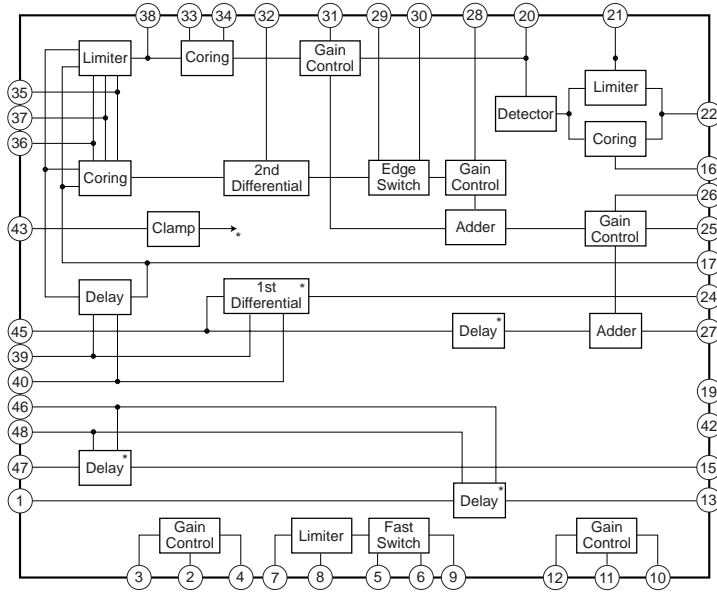 38
33
34
32
31
29
30
28
20
21
Limiter
Coring
Gain
Control
Limiter
35
37
36
Detector
22
Coring
16
Coring
2nd
Differential
Edge
Switch
Gain
Control
26
43
Clamp
*
Adder
Gain
Control
25
17
Delay
1st *
Differential
24
45
Delay *
Adder
27
39
40
46
19
48
42
47
Delay *
15
1
Delay *
13
Gain
Control
Limiter
Fast
Switch
Gain
Control
3
2
4
7
8
5
6
9
12
11
10